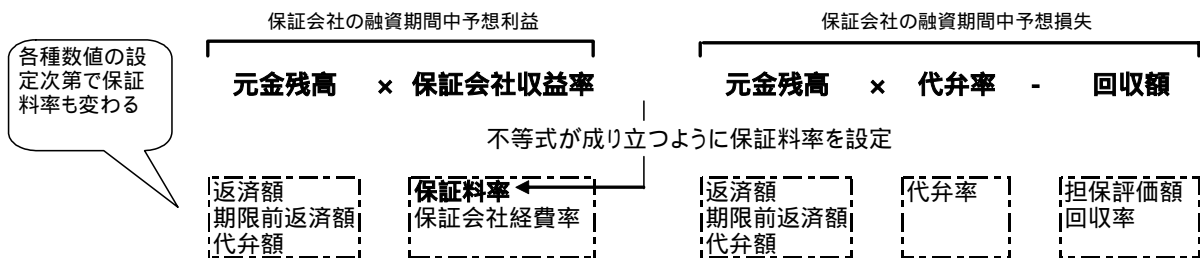 保証会社の融資期間中予想利益
保証会社の融資期間中予想損失
各種数値の設
定次第で保証
料率も変わる
元金残高 × 保証会社収益率
元金残高 × 代弁率 - 回収額
不等式が成り立つように保証料率を設定
返済額
期限前返済額
代弁額
保証料率
保証会社経費率
返済額
期限前返済額
代弁額
代弁率
担保評価額
回収率